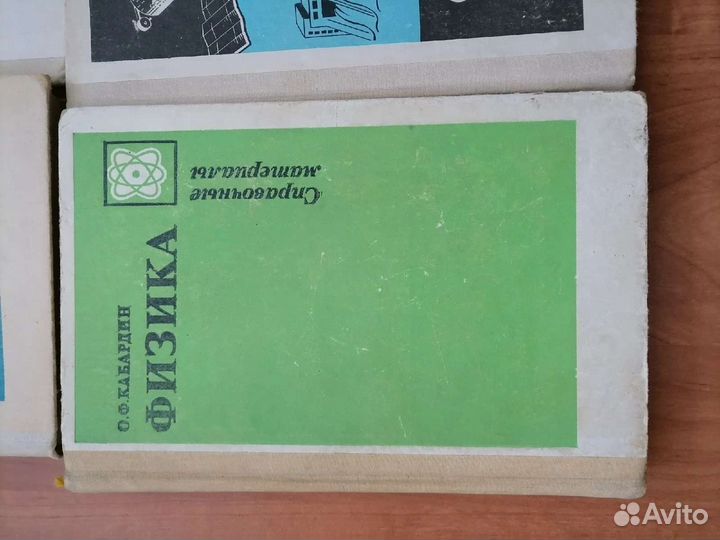 О.Ф.КАБАРДИН
ФИЗИКА
Справочные
материалы
Avito